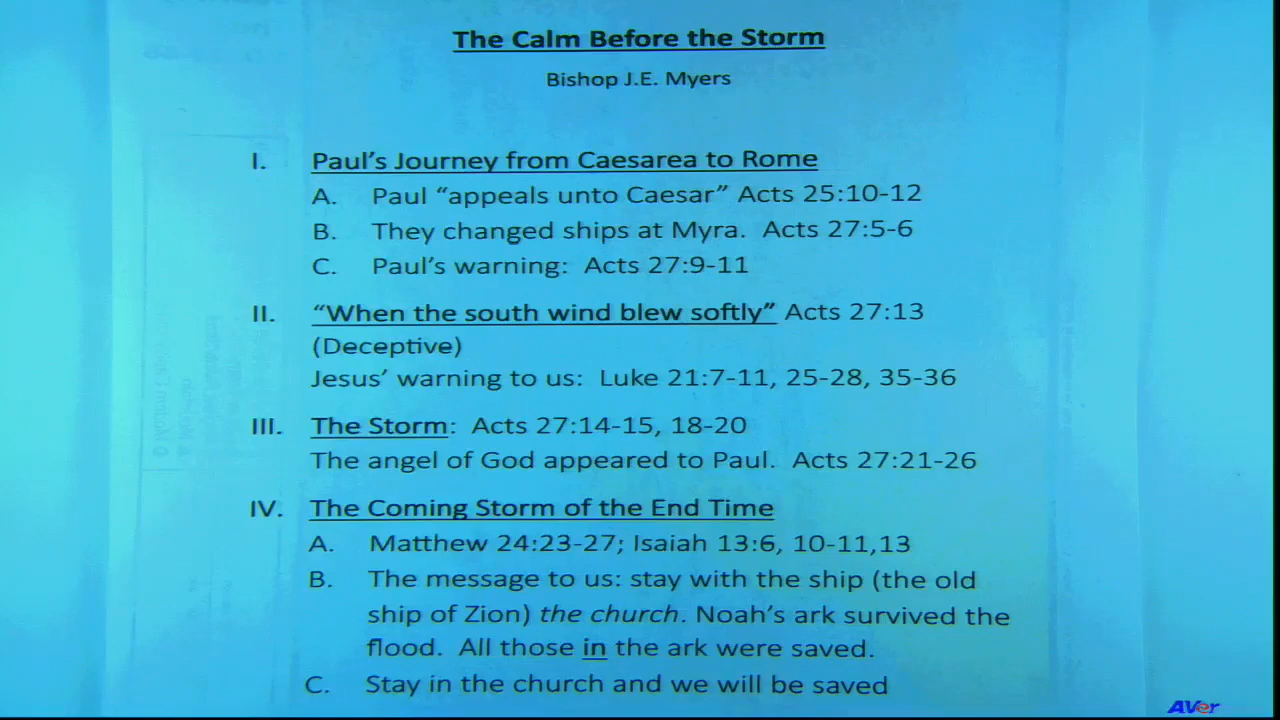 The Calm Before the Storm
Bishop J.E. Myers
I. Paul's Journey from Caesarea to Rome
A. Paul “appeals unto Caesar” Acts 25:10-12
B. They changed ships at Myra. Acts 27:5-6
C. Paul's warning: Acts 27:9-11
II. “When the south wind blew softly” Acts 27:13
(Deceptive)
Jesus' warning to us: Luke 21:7-11, 25-28, 35-36
III. The Storm: Acts 27:14-15, 18-20
The angel of God appeared to Paul. Acts 27:21-26
IV. The Coming Storm of the End Time
A. Matthew 24:23-27; Isaiah 13:6, 10-11,13
B. The message to us: stay with the ship (the old
ship of Zion) the church. Noah's ark survived the
flood. All those in the ark were saved.
C. Stay in the church and we will be saved
AVer